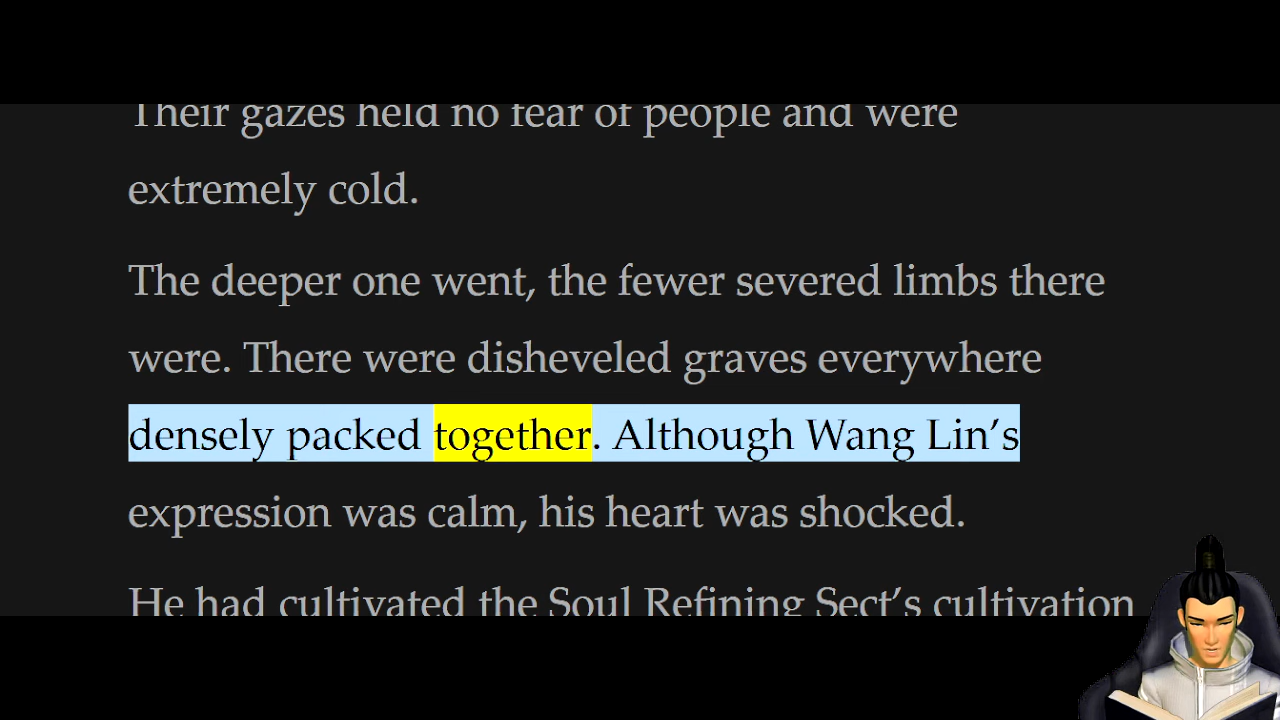 Their gazes held no fear of people and were
extremely cold.
The deeper one went, the fewer severed limbs there
were. There were disheveled graves everywhere
densely packed together. Although Wang Lin’s
expression was calm, his heart was shocked.
He had cultivated the Soul Refining Sect’s cultivation